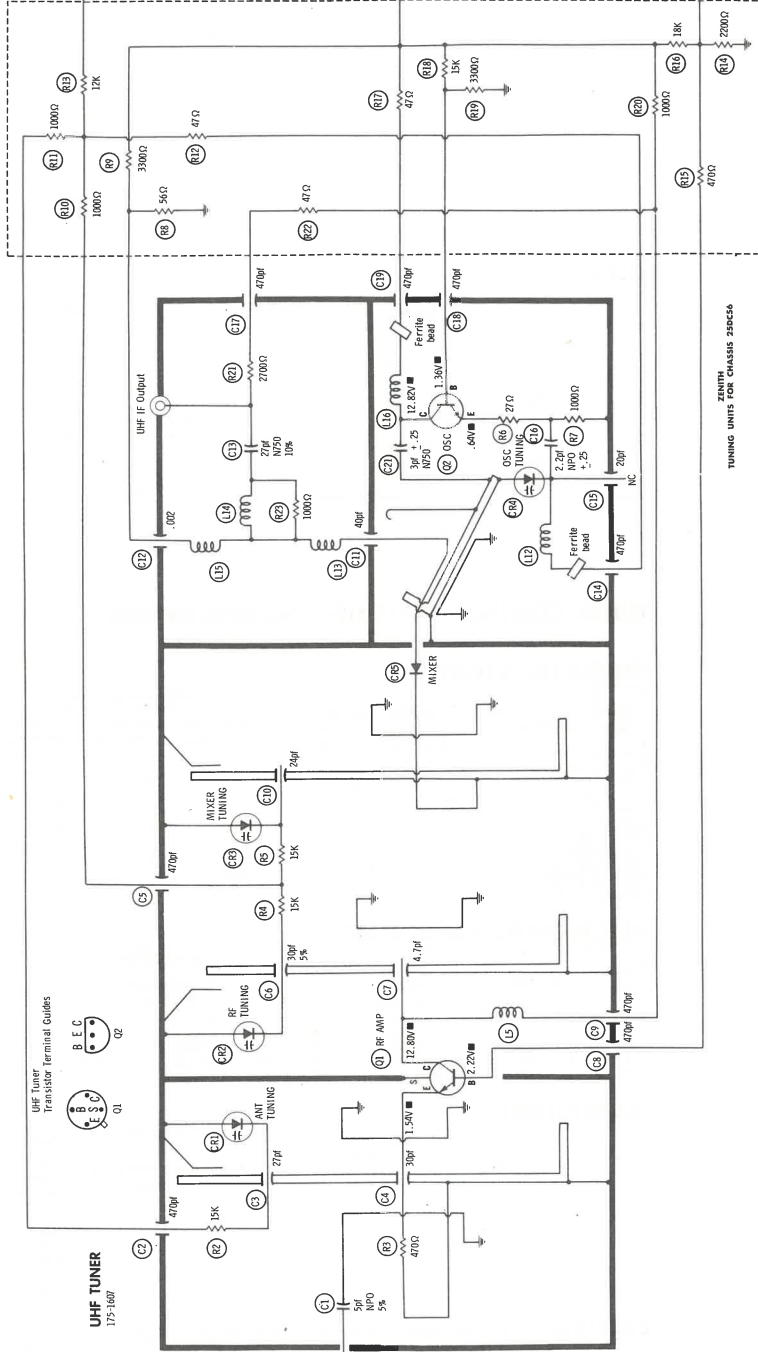 UHF TUNER
175-1607
UHF Tuner
Transistor Terminal Guides
B
E S C
Q1
B E C
Q2
C2
470pf
R2
15K
C1
5pf
NPO
5%
C3
27pf
CR1
ANT
TUNING
C4
30pf
R3
470Ω
1.54V■
S
E
C
B
2.22V■
Q1
RF AMP
12.80V■
CR2
RF
TUNING
C6
30pf
5%
C7
4.7pf
L5
C8
470pf
C9
470pf
C5
470pf
R4
15K
R5
15K
CR3
MIXER
TUNING
C10
24pf
CR5
MIXER
C12
.002
L15
L14
R23
1000Ω
L13
C11
40pf
C13
27pf
N750
10%
UHF IF Output
R21
2700Ω
C17
470pf
C21
3pf
±.25
N750
L16
12.82V■
Ferrite
bead
C19
470pf
C18
470pf
1.36V■
C
B
E
Q2
OSC
.64V■
R6
27Ω
OSC
TUNING
CR4
C16
2.2pf
NPO
±.25
R7
1000Ω
L12
Ferrite
bead
C14
470pf
C15
20pf
NC
R11
1000Ω
R13
12K
R10
1000Ω
R9
3300Ω
R12
47Ω
R8
56Ω
R22
47Ω
R17
47Ω
R18
15K
R19
3300Ω
R20
1000Ω
R16
18K
R14
2200Ω
R15
470Ω
ZENITH
TUNING UNITS FOR CHASSIS 25DC56